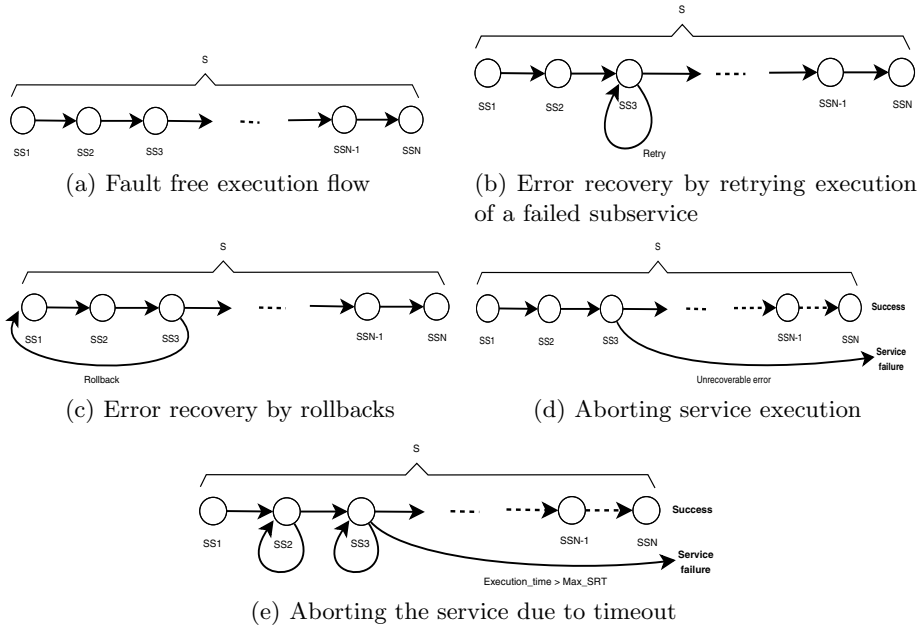 S
SS1 SS2 SS3 SSN-1 SSN
(a) Fault free execution flow
S
SS1 SS2 SS3 SSN-1 SSN
Retry
(b) Error recovery by retrying execution
of a failed subservice
S
SS1 SS2 SS3 SSN-1 SSN
Rollback
(c) Error recovery by rollbacks
S
Success
SS1 SS2 SS3 SSN-1 SSN
Service
failure
Unrecoverable error
(d) Aborting service execution
S
Success
SS1 SS2 SS3 SSN-1 SSN
Service
failure
Execution_time > Max_SRT
(e) Aborting the service due to timeout